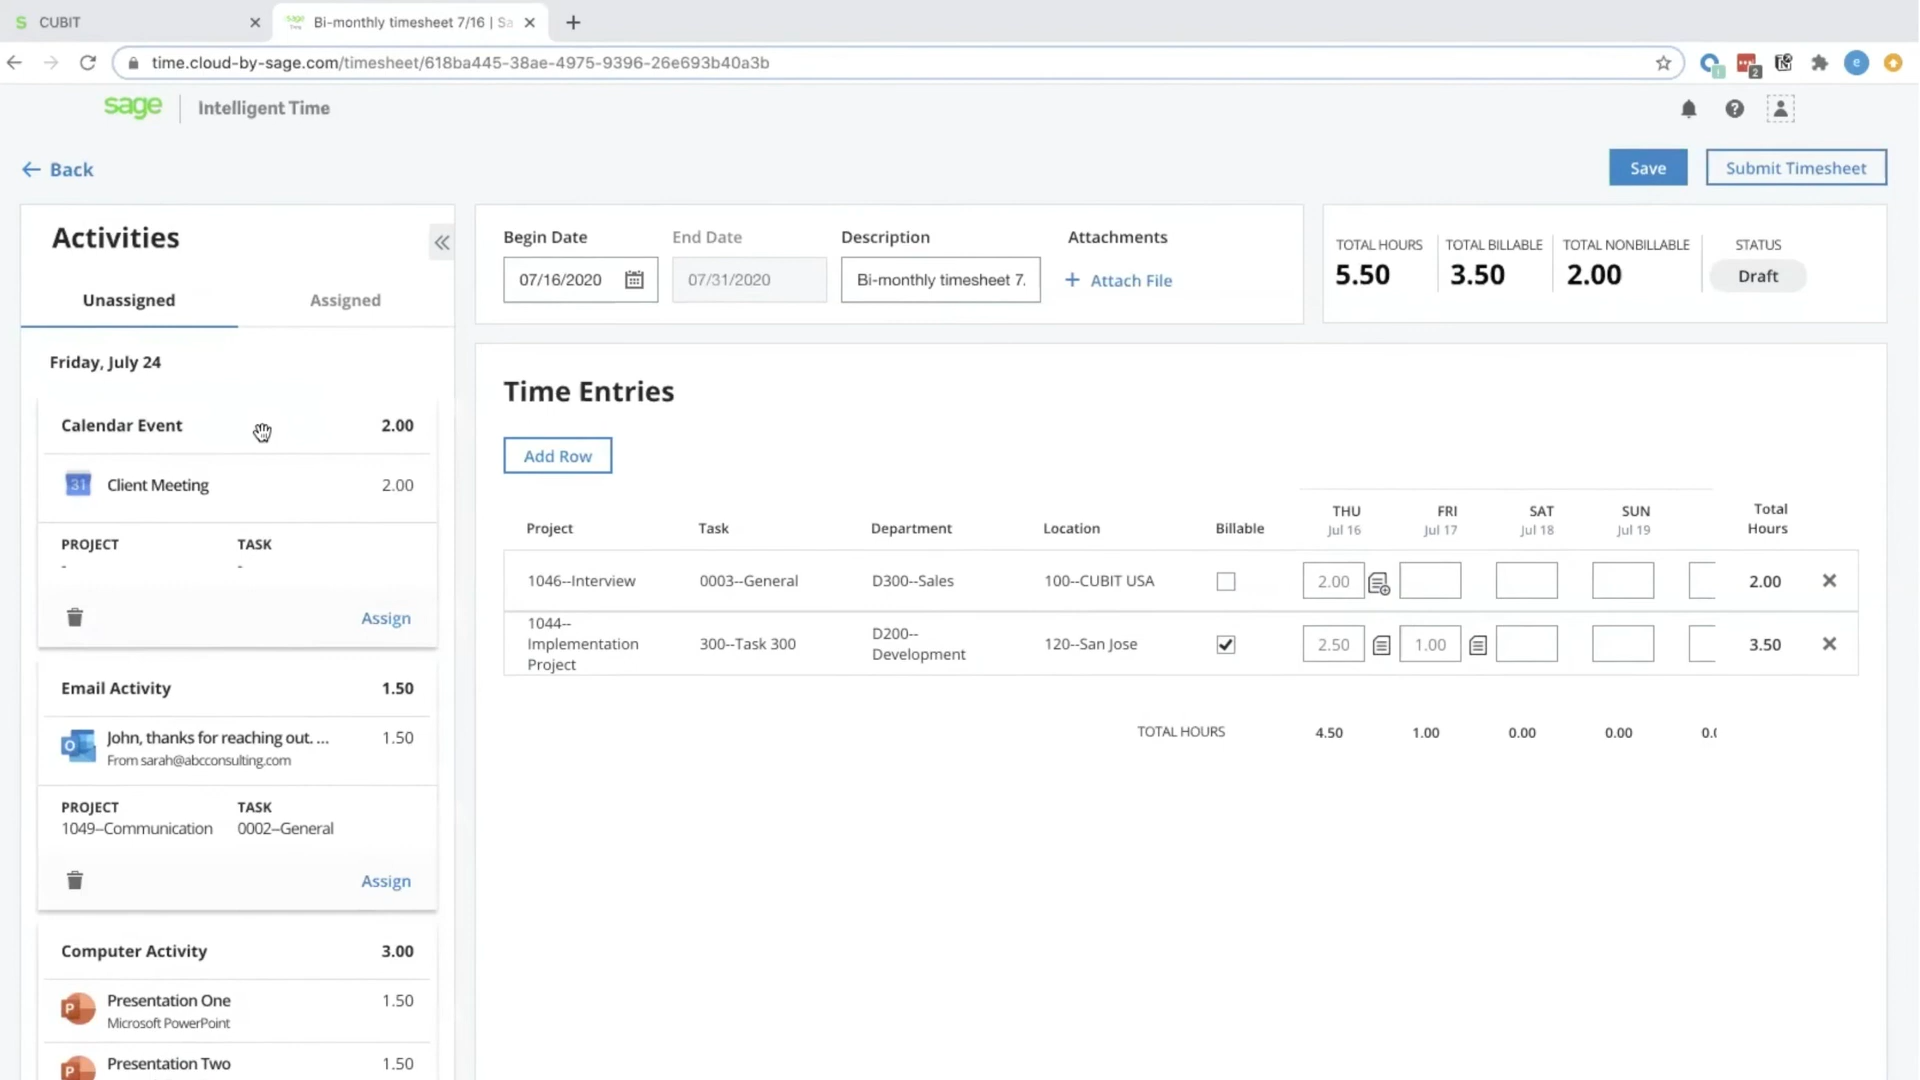 CUBIT
Bi-monthly timesheet 7/16 | Sa
time.cloud-by-sage.com/timesheet/618ba445-38ae-4975-9396-26e693b40a3b
sage Intelligent Time
Back
Save
Submit Timesheet
Activities
Unassigned
Assigned
Friday, July 24
Calendar Event 2.00
31 Client Meeting 2.00
PROJECT TASK
- -
Assign
Email Activity 1.50
John, thanks for reaching out. ... 1.50
From sarah@abcconsulting.com
PROJECT TASK
1049–Communication 0002–General
Assign
Computer Activity 3.00
Presentation One 1.50
Microsoft PowerPoint
Presentation Two 1.50
Begin Date End Date Description Attachments
07/16/2020 07/31/2020 Bi-monthly timesheet 7. + Attach File
TOTAL HOURS TOTAL BILLABLE TOTAL NONBILLABLE STATUS
5.50 3.50 2.00 Draft
Time Entries
Add Row
THU FRI SAT SUN Total
Project Task Department Location Billable Jul 16 Jul 17 Jul 18 Jul 19 Hours
1046--Interview 0003--General D300--Sales 100--CUBIT USA 2.00 2.00
1044--
Implementation
Project
300--Task 300
D200--
Development
120--San Jose 2.50 1.00 3.50
TOTAL HOURS 4.50 1.00 0.00 0.00